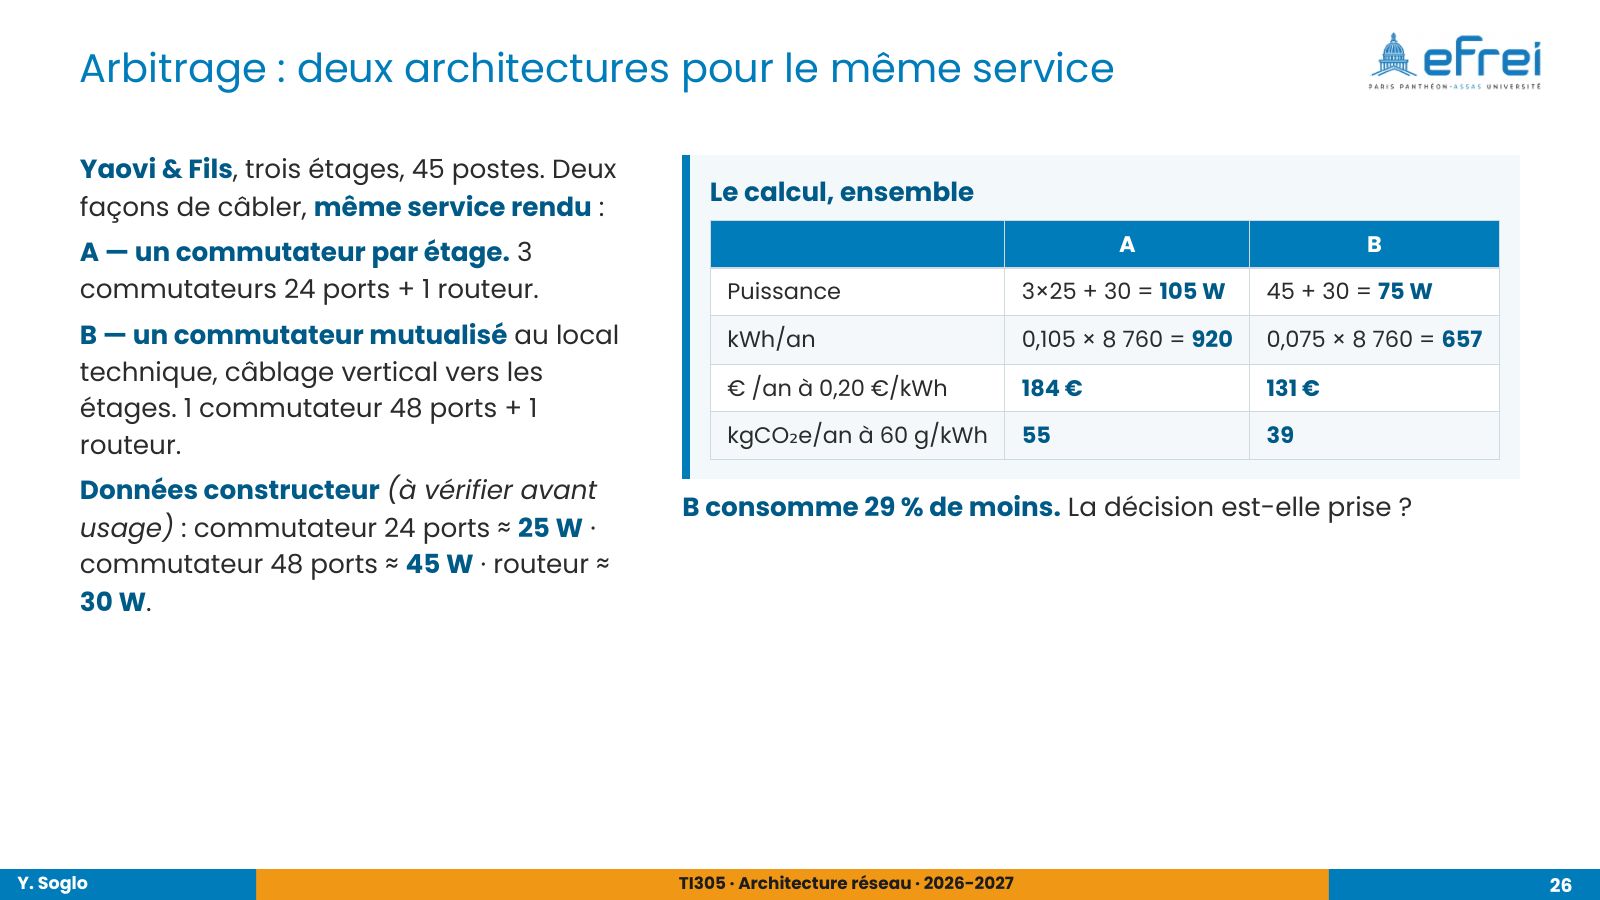 Arbitrage : deux architectures pour le même service
efrei
PARIS PANTHÉON-ASSAS UNIVERSITÉ
Yaovi & Fils, trois étages, 45 postes. Deux
façons de câbler, même service rendu :
A — un commutateur par étage. 3
commutateurs 24 ports + 1 routeur.
B — un commutateur mutualisé au local
technique, câblage vertical vers les
étages. 1 commutateur 48 ports + 1
routeur.
Données constructeur (à vérifier avant
usage) : commutateur 24 ports ≈ 25 W ·
commutateur 48 ports ≈ 45 W · routeur ≈
30 W.
Le calcul, ensemble
A B
Puissance 3×25 + 30 = 105 W 45 + 30 = 75 W
kWh/an 0,105 × 8 760 = 920 0,075 × 8 760 = 657
€ /an à 0,20 €/kWh 184 € 131 €
kgCO₂e/an à 60 g/kWh 55 39
B consomme 29 % de moins. La décision est-elle prise ?
Y. Soglo
TI305 · Architecture réseau · 2026-2027
26